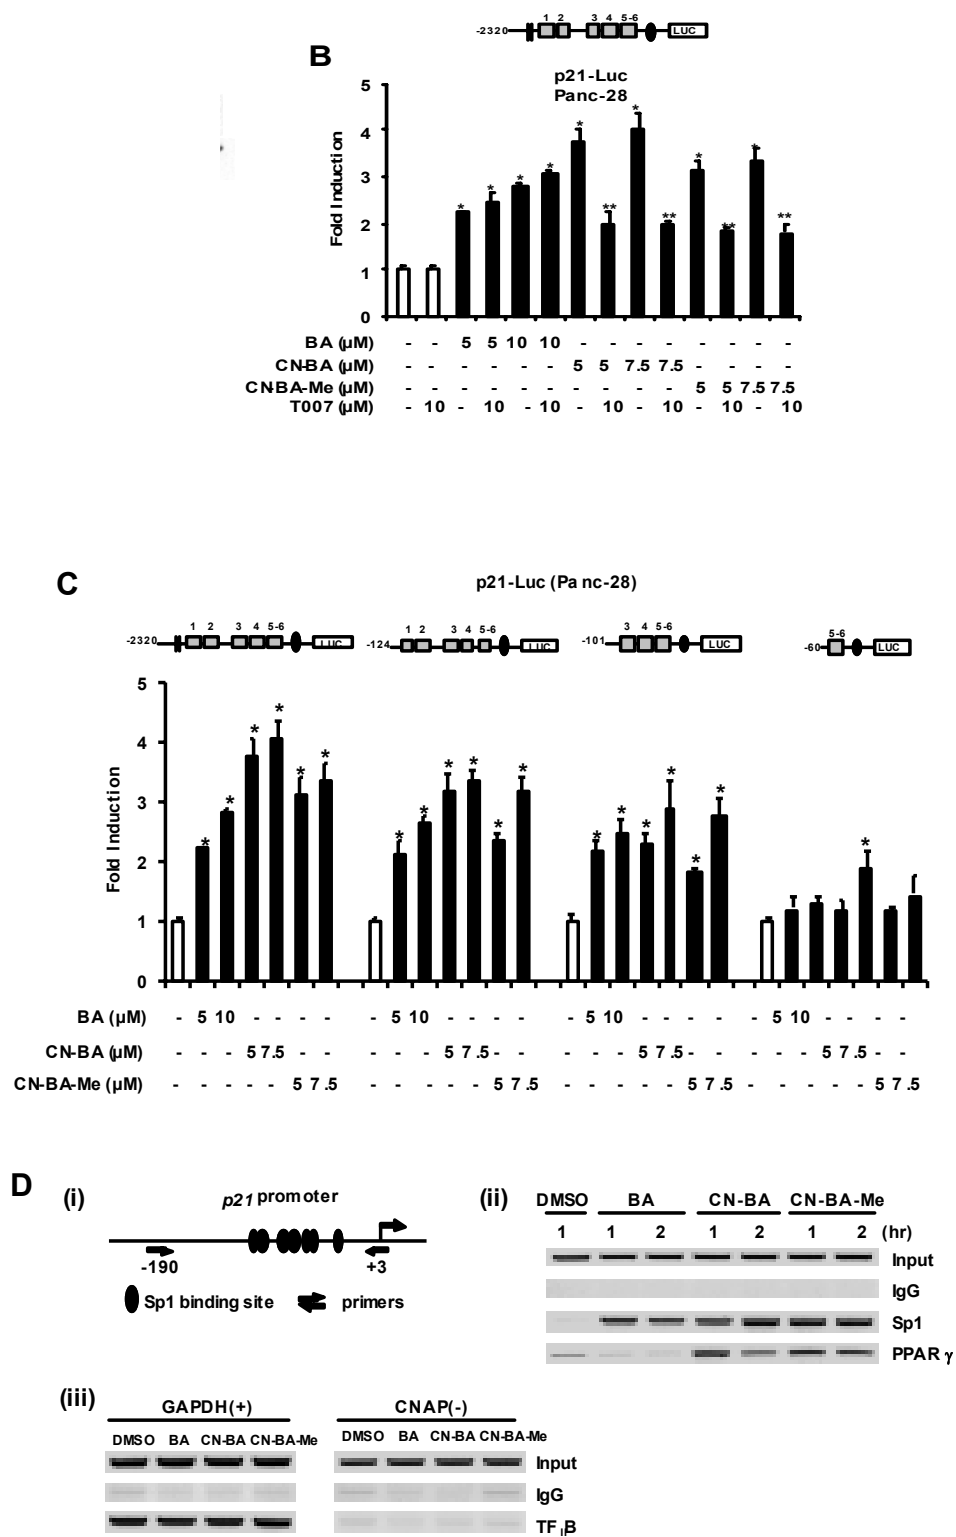 1 2 3 4 5-6
-2320 LUC
B
p21-Luc
Panc-28
5
4
3
2
1
0
Fold Induction
* * * * * ** * ** * ** * **
BA (µM) - - 5 5 10 10 - - - - - - - -
CN-BA (µM) - - - - - - 5 5 7.5 7.5 - - - -
CN-BA-Me (µM) - - - - - - - - - - 5 5 7.5 7.5
T007 (µM) - 10 - 10 - 10 - 10 - 10 - 10 - 10
C
p21-Luc (Panc-28)
1 2 3 4 5-6
-2320 LUC
1 2 3 4 5-6
-124 LUC
3 4 5-6
-101 LUC
5-6
-60 LUC
5
4
3
2
1
0
Fold Induction
* * * * * * * * * * * * * * * * * * *
BA (µM) - 5 10 - - - - - 5 10 - - - - - 5 10 - - - - - 5 10 - - - -
CN-BA (µM) - - - 5 7.5 - - - - - 5 7.5 - - - - - 5 7.5 - - - - - 5 7.5 - -
CN-BA-Me (µM) - - - - - 5 7.5 - - - - - 5 7.5 - - - - - 5 7.5 - - - - - 5 7.5
D
(i)
p21 promoter
-190 +3
Sp1 binding site primers
(ii)
DMSO BA CN-BA CN-BA-Me
1 1 2 1 2 1 2 (hr)
Input
IgG
Sp1
PPAR γ
(iii)
GAPDH(+) CNAP(-)
DMSO BA CN-BA CN-BA-Me DMSO BA CN-BA CN-BA-Me
Input
IgG
TFIIB